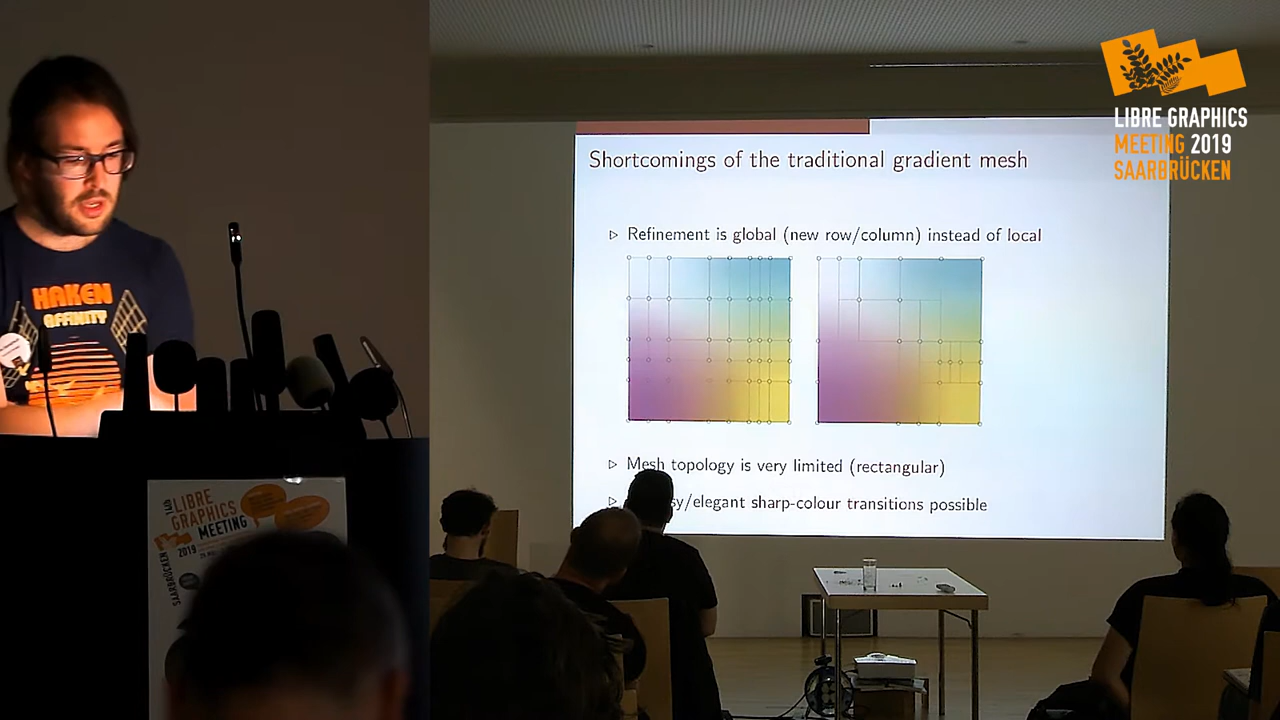 LIBRE GRAPHICS
MEETING 2019
SAARBRÜCKEN
Shortcomings of the traditional gradient mesh
▷ Refinement is global (new row/column) instead of local
▷ Mesh topology is very limited (rectangular)
▷ /elegant sharp-colour transitions possible
HAKEN
AFFINITY
LIBRE
GRAPHICS
MEETING
2019
SAARBRÜCKEN